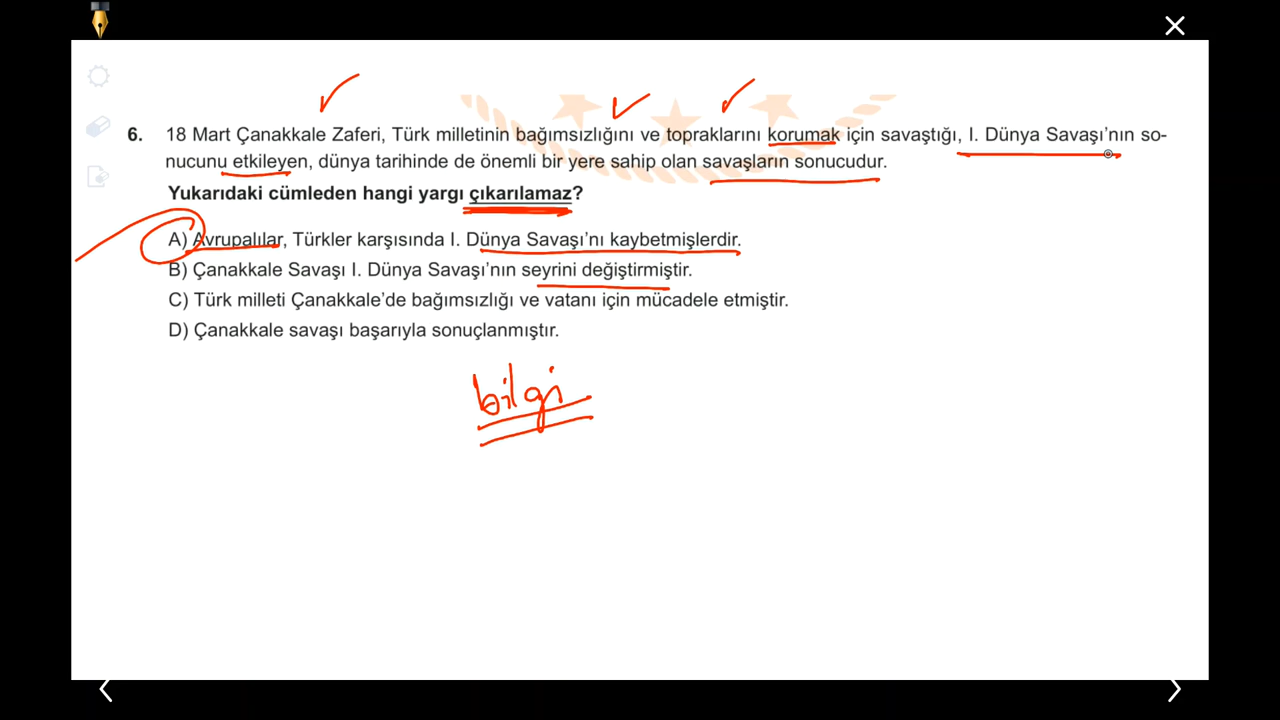 6. 18 Mart Çanakkale Zaferi, Türk milletinin bağımsızlığını ve topraklarını korumak için savaştığı, I. Dünya Savaşı'nın so-
nucunu etkileyen, dünya tarihinde de önemli bir yere sahip olan savaşların sonucudur.
Yukarıdaki cümleden hangi yargı çıkarılamaz?
A) Avrupalılar, Türkler karşısında I. Dünya Savaşı'nı kaybetmişlerdir.
B) Çanakkale Savaşı I. Dünya Savaşı'nın seyrini değiştirmiştir.
C) Türk milleti Çanakkale'de bağımsızlığı ve vatanı için mücadele etmiştir.
D) Çanakkale savaşı başarıyla sonuçlanmıştır.
bilgi